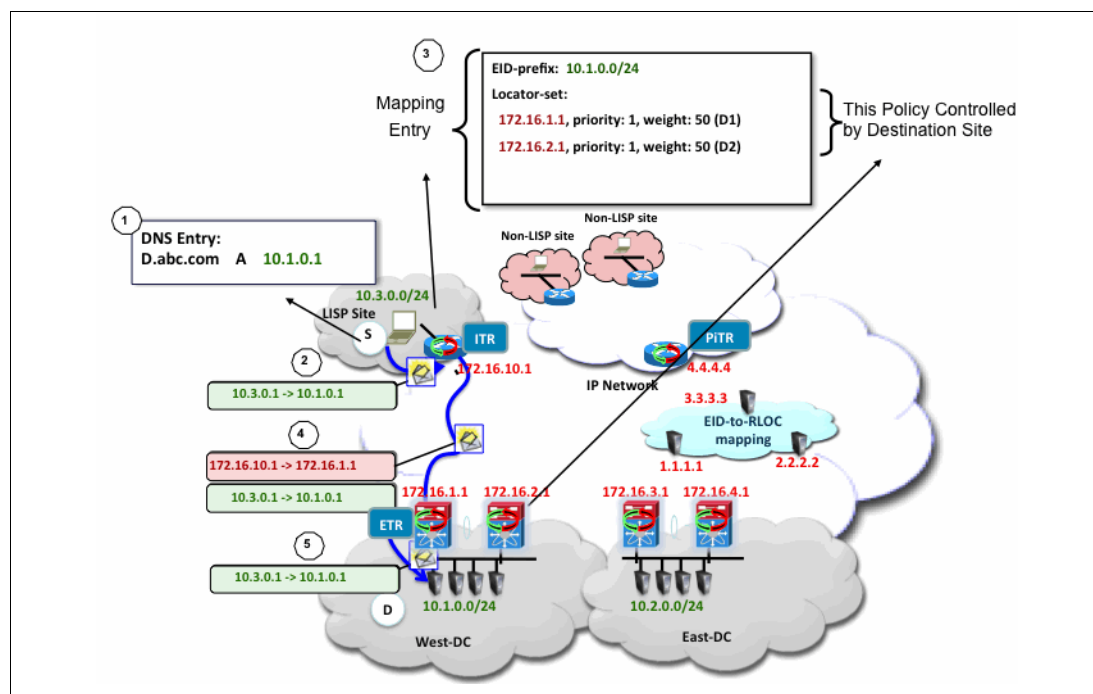 3
Mapping
Entry
EID-prefix: 10.1.0.0/24
Locator-set:
172.16.1.1, priority: 1, weight: 50 (D1)
172.16.2.1, priority: 1, weight: 50 (D2)
This Policy Controlled
by Destination Site
1
DNS Entry:
D.abc.com A 10.1.0.1
Non-LISP site
Non-LISP site
10.3.0.0/24
LISP Site
S
ITR
172.16.10.1
PiTR
4.4.4.4
IP Network
2
10.3.0.1 -> 10.1.0.1
3.3.3.3
EID-to-RLOC
mapping
1.1.1.1
2.2.2.2
4
172.16.10.1 -> 172.16.1.1
10.3.0.1 -> 10.1.0.1
172.16.1.1
172.16.2.1
172.16.3.1
172.16.4.1
ETR
5
10.3.0.1 -> 10.1.0.1
D
10.1.0.0/24
10.2.0.0/24
West-DC
East-DC